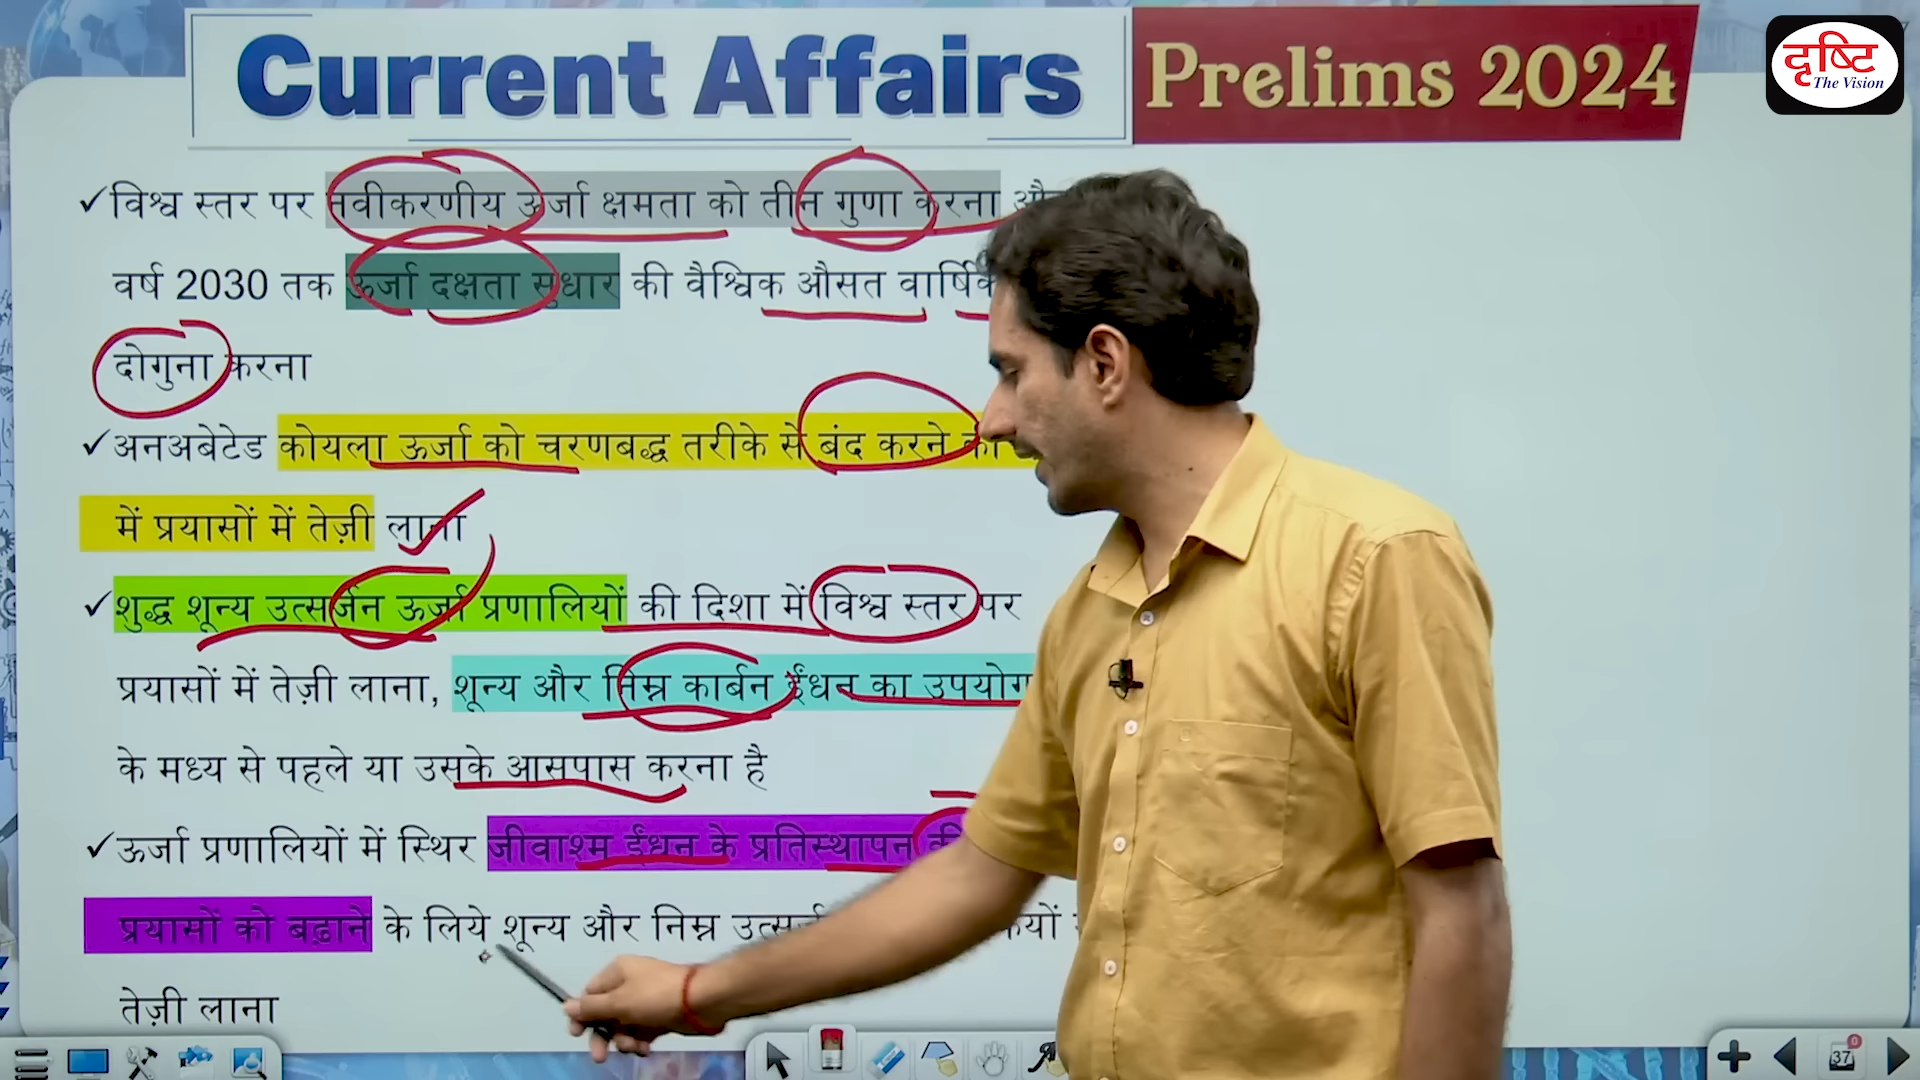 Current Affairs
Prelims 2024
दृष्टि
The Vision
✓विश्व स्तर पर नवीकरणीय ऊर्जा क्षमता को तीन गुणा करना
वर्ष 2030 तक ऊर्जा दक्षता सुधार की वैश्विक औसत वार्षिक
दोगुना करना
✓अनअबेटेड कोयला ऊर्जा को चरणबद्ध तरीके से बंद करने
में प्रयासों में तेज़ी लाना
✓शुद्ध शून्य उत्सर्जन ऊर्जा प्रणालियों की दिशा में विश्व स्तर पर
प्रयासों में तेज़ी लाना, शून्य और निम्न कार्बन ईंधन का उपयोग
के मध्य से पहले या उसके आसपास करना है
✓ऊर्जा प्रणालियों में स्थिर जीवाश्म ईंधन के प्रतिस्थापन
प्रयासों को बढ़ाने के लिये शून्य और निम्न
तेज़ी लाना
37
0